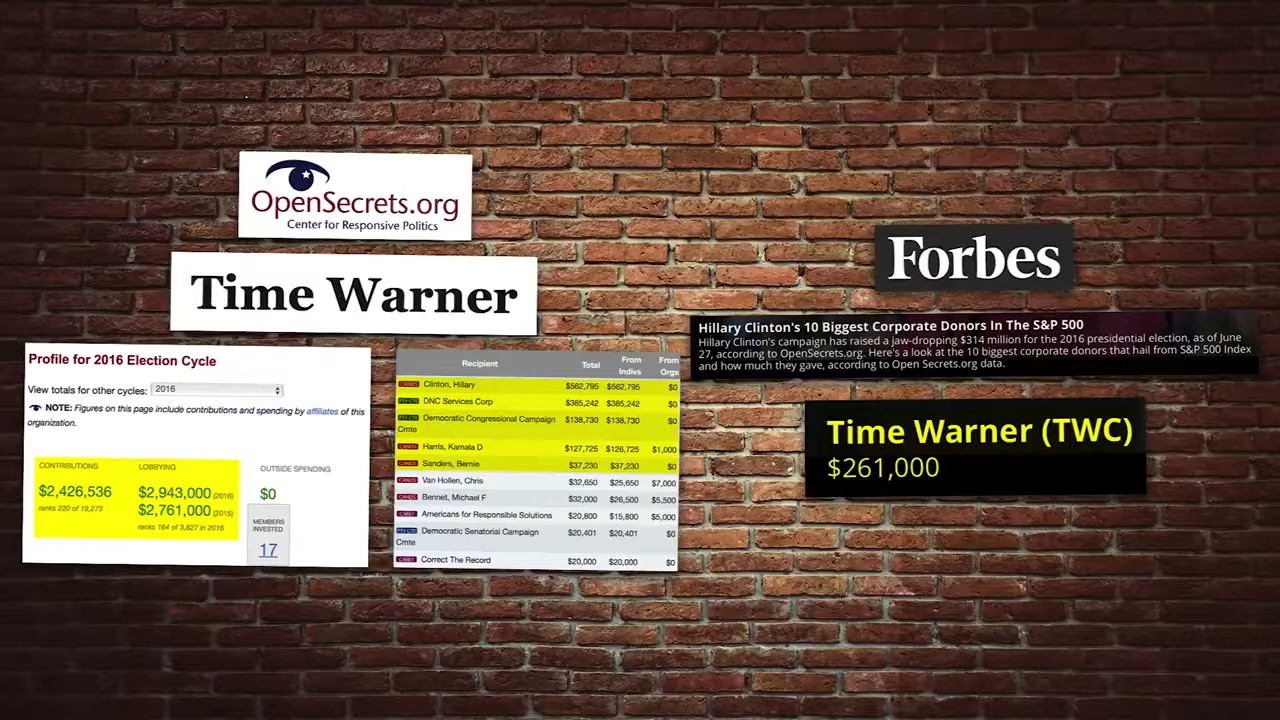 OpenSecrets.org
Center for Responsive Politics
Time Warner
Profile for 2016 Election Cycle
View totals for other cycles: 2016
NOTE: Figures on this page include contributions and spending by affiliates of this
organization.
CONTRIBUTIONS
$2,426,536
ranks 220 of 19,273
LOBBYING
$2,943,000 (2016)
$2,761,000 (2015)
ranks 164 of 3,827 in 2016
OUTSIDE SPENDING
$0
MEMBERS
INVESTED
17
Recipient Total From Indivs From Orgs
Clinton, Hillary $562,795 $562,795 $0
DNC Services Corp $385,242 $385,242 $0
Democratic Congressional Campaign Cmte $138,730 $138,730 $0
Harris, Kamala D $127,725 $126,725 $1,000
Sanders, Bernie $37,230 $37,230 $0
Van Hollen, Chris $32,650 $25,650 $7,000
Bennet, Michael F $32,000 $26,500 $5,500
Americans for Responsible Solutions $20,800 $15,800 $5,000
Democratic Senatorial Campaign Cmte $20,401 $20,401 $0
Correct The Record $20,000 $20,000 $0
Forbes
Hillary Clinton's 10 Biggest Corporate Donors In The S&P 500
Hillary Clinton's campaign has raised a jaw-dropping $314 million for the 2016 presidential election, as of June
27, according to OpenSecrets.org. Here's a look at the 10 biggest corporate donors that hail from S&P 500 Index
and how much they gave, according to Open Secrets.org data.
Time Warner (TWC)
$261,000